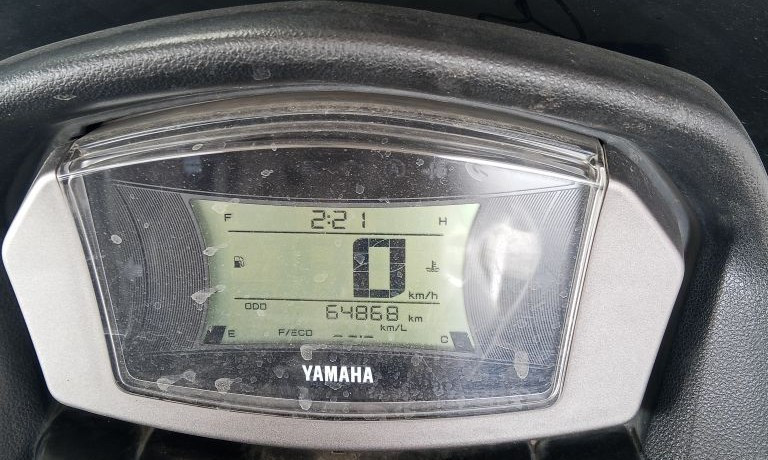 F 2:21 H
0 km/h
ODO 64868 km
F/ECO km/L
E C
YAMAHA